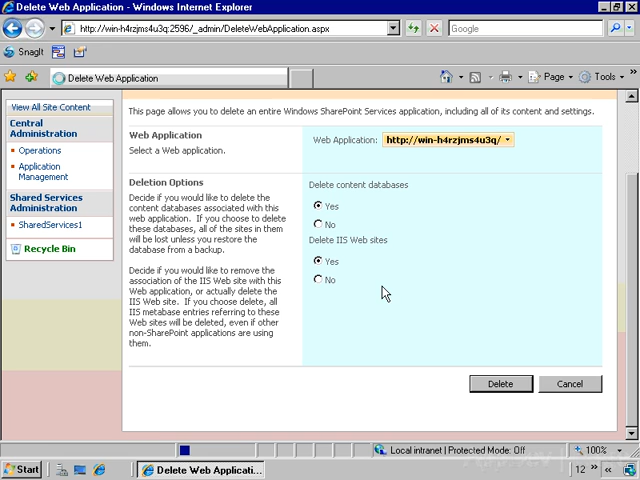 Delete Web Application - Windows Internet Explorer
http://win-h4rzjms4u3q:2596/_admin/DeleteWebApplication.aspx
Google
SnagIt
Delete Web Application
Page
Tools
View All Site Content
Central Administration
Operations
Application Management
Shared Services Administration
SharedServices1
Recycle Bin
This page allows you to delete an entire Windows SharePoint Services application, including all of its content and settings.
Web Application
Select a Web application.
Web Application: http://win-h4rzjms4u3q/
Deletion Options
Decide if you would like to delete the
content databases associated with this
web application. If you choose to delete
these databases, all of the sites in them
will be lost unless you restore the
database from a backup.
Decide if you would like to remove the
association of the IIS Web site with this
Web application, or actually delete the
IIS Web site. If you choose delete, all
IIS metabase entries referring to these
Web sites will be deleted, even if other
non-SharePoint applications are using
them.
Delete content databases
Yes
No
Delete IIS Web sites
Yes
No
Delete
Cancel
Local intranet | Protected Mode: Off
100%
Start
Delete Web Applicati...
12